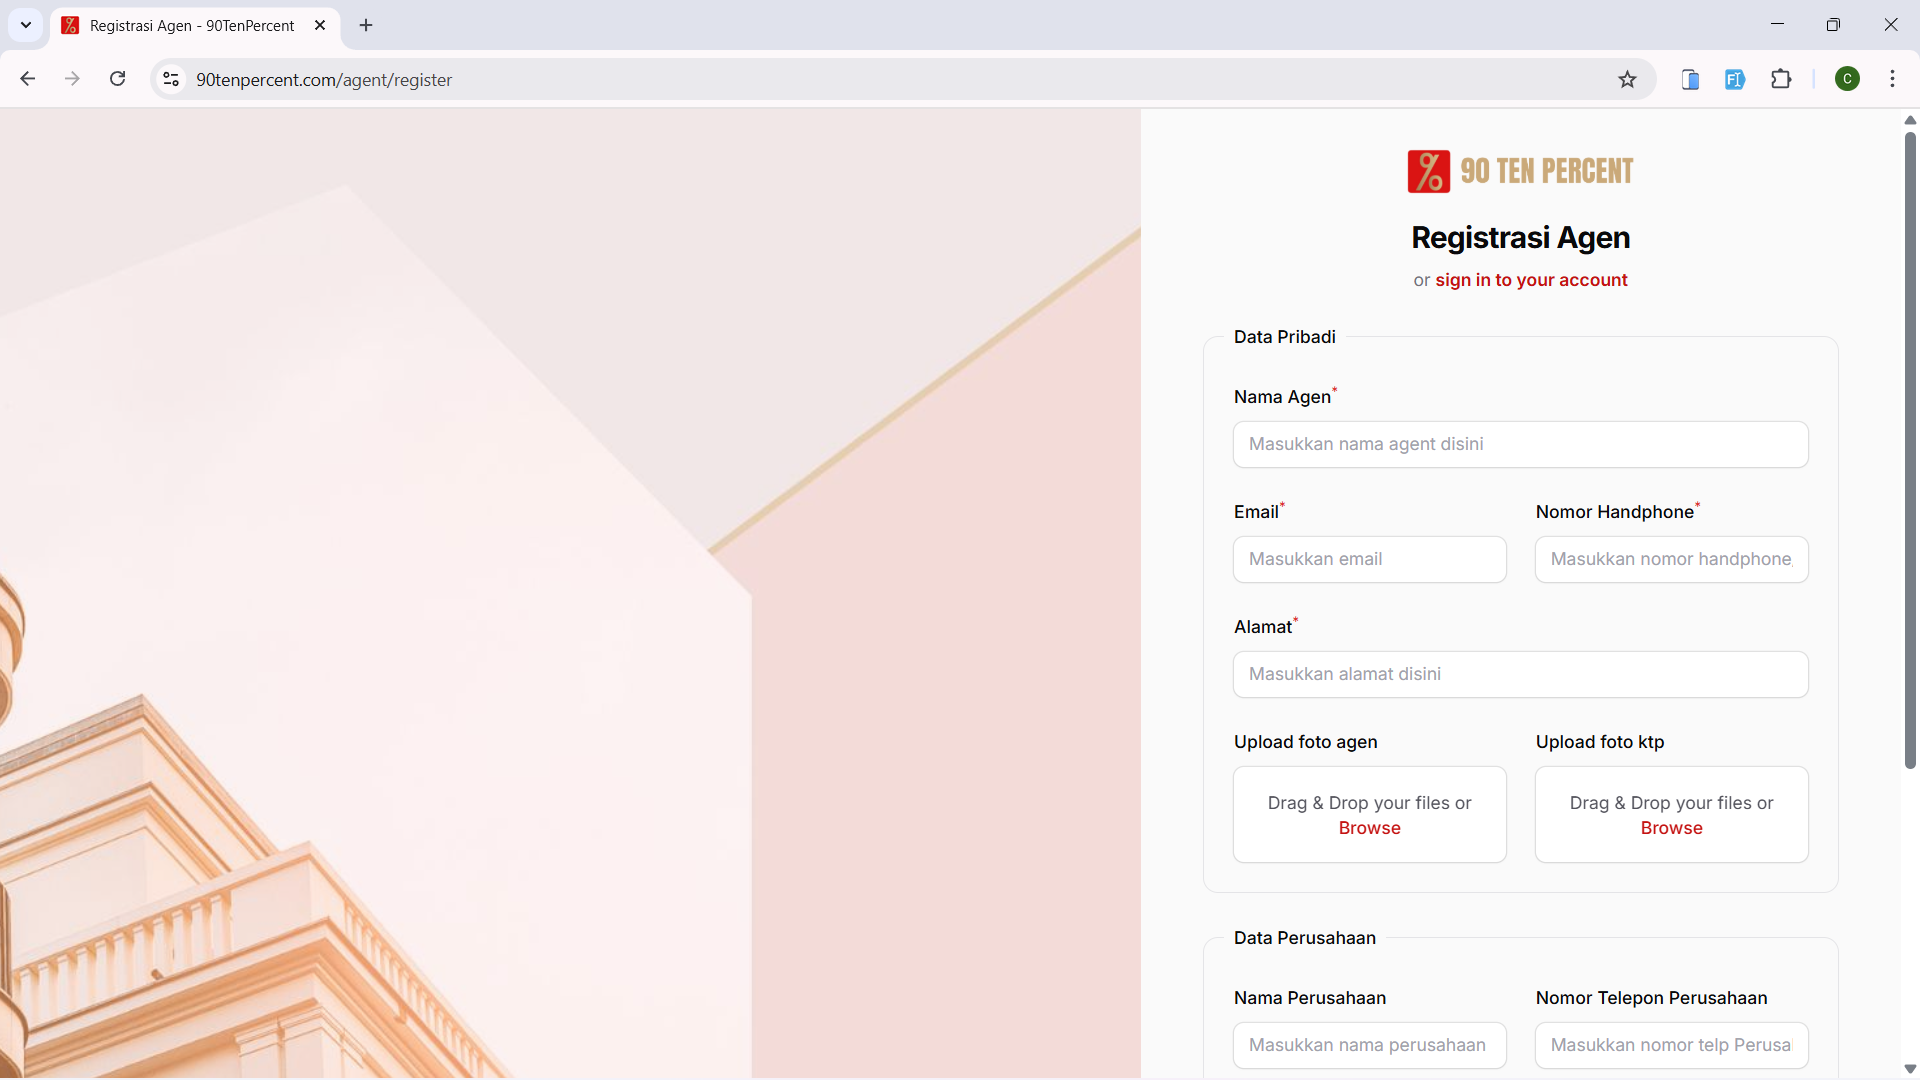 Registrasi Agen - 90TenPercent
90tenpercent.com/agent/register
C
90 TEN PERCENT
Registrasi Agen
or sign in to your account
Data Pribadi
Nama Agen*
Masukkan nama agent disini
Email*
Nomor Handphone*
Masukkan email
Masukkan nomor handphone
Alamat*
Masukkan alamat disini
Upload foto agen
Upload foto ktp
Drag & Drop your files or
Browse
Drag & Drop your files or
Browse
Data Perusahaan
Nama Perusahaan
Nomor Telepon Perusahaan
Masukkan nama perusahaan
Masukkan nomor telp Perusa